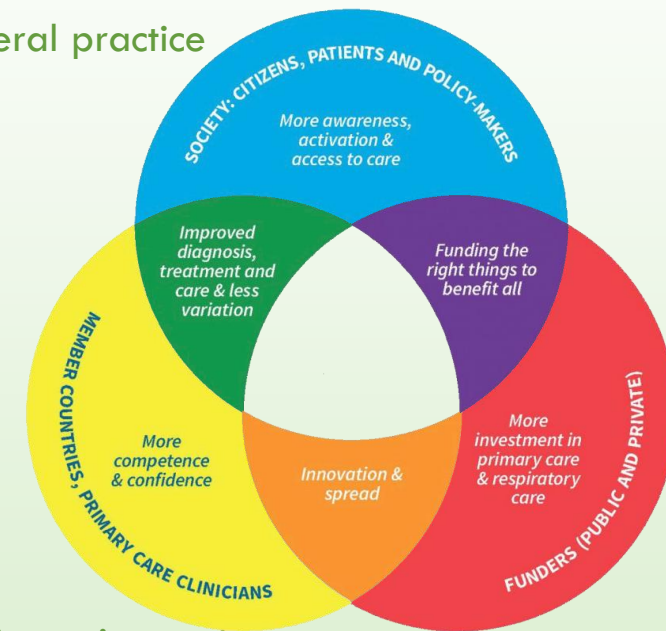 eral practice
SOCIETY: CITIZENS, PATIENTS AND POLICY-MAKERS
More awareness,
activation &
access to care
Improved
diagnosis,
treatment and
care & less
variation
Funding the
right things to
benefit all
MEMBER COUNTRIES, PRIMARY CARE CLINICIANS
More
competence
& confidence
Innovation &
spread
More
investment in
primary care
& respiratory
care
FUNDERS (PUBLIC AND PRIVATE)